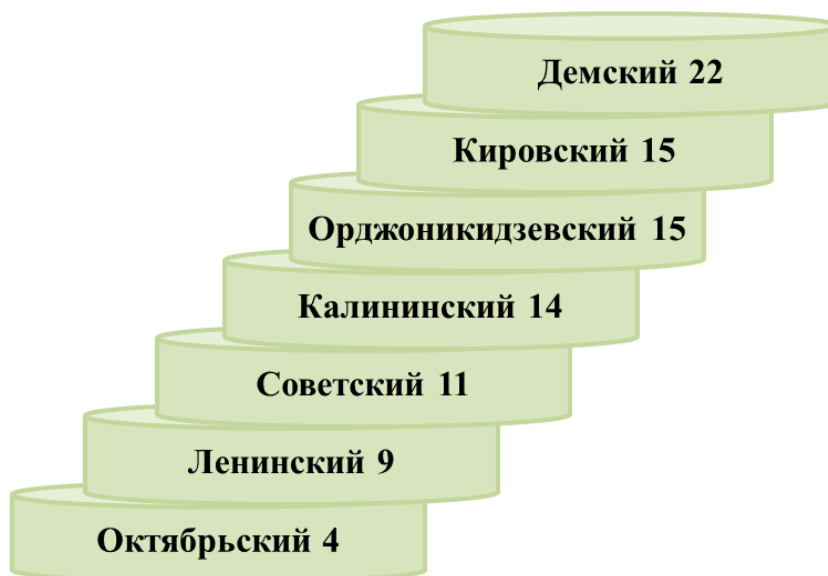 Демский 22
Кировский 15
Орджоникидзевский 15
Калининский 14
Советский 11
Ленинский 9
Октябрьский 4